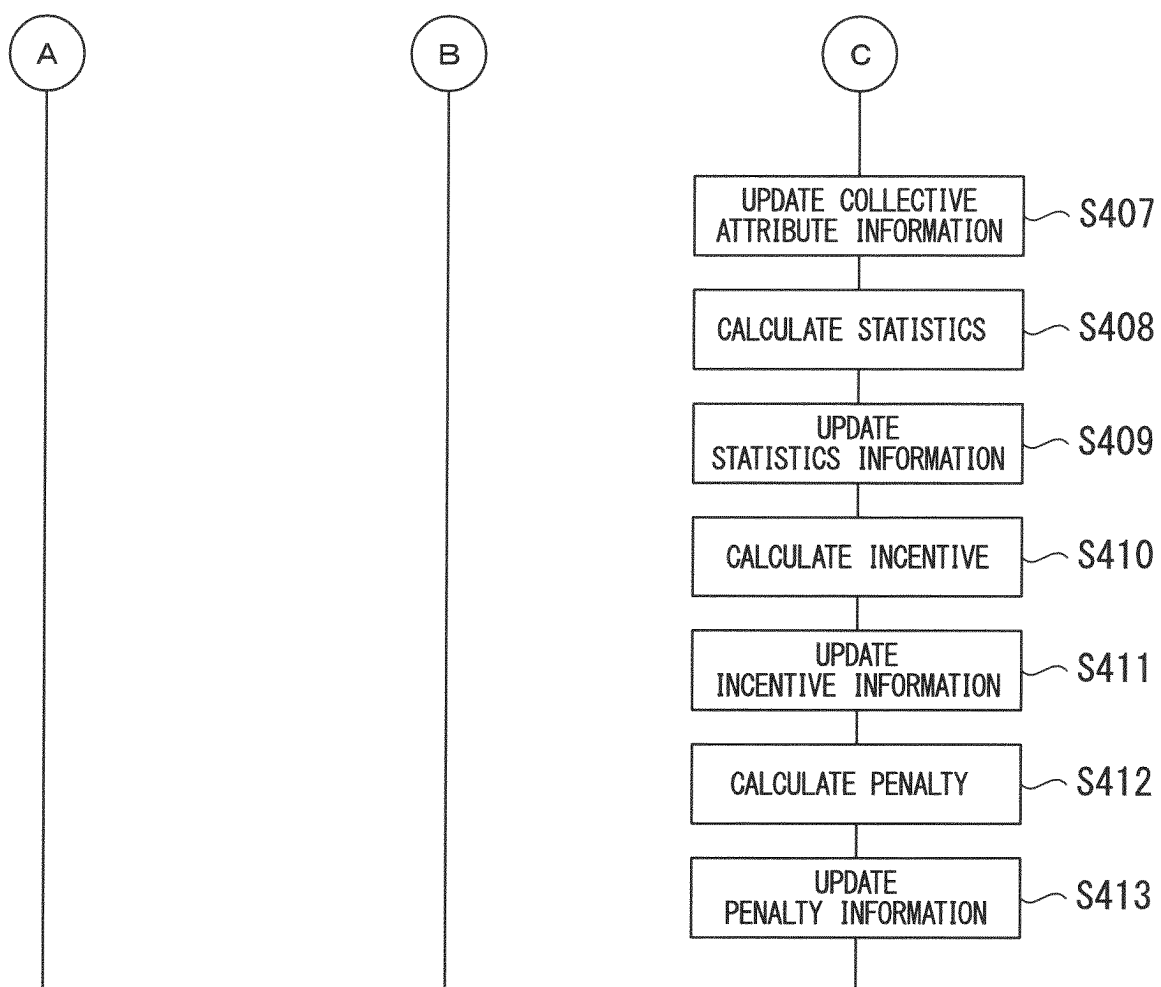 A
B
C
UPDATE COLLECTIVE
ATTRIBUTE INFORMATION
S407
CALCULATE STATISTICS
S408
UPDATE
STATISTICS INFORMATION
S409
CALCULATE INCENTIVE
S410
UPDATE
INCENTIVE INFORMATION
S411
CALCULATE PENALTY
S412
UPDATE
PENALTY INFORMATION
S413